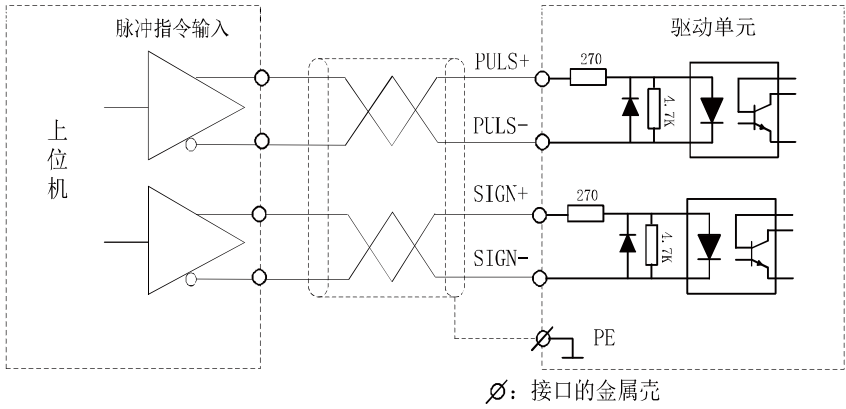 脉冲指令输入
驱动单元
上位机
PULS+
270
4.7K
PULS-
SIGN+
270
4.7K
SIGN-
PE
:接口的金属壳